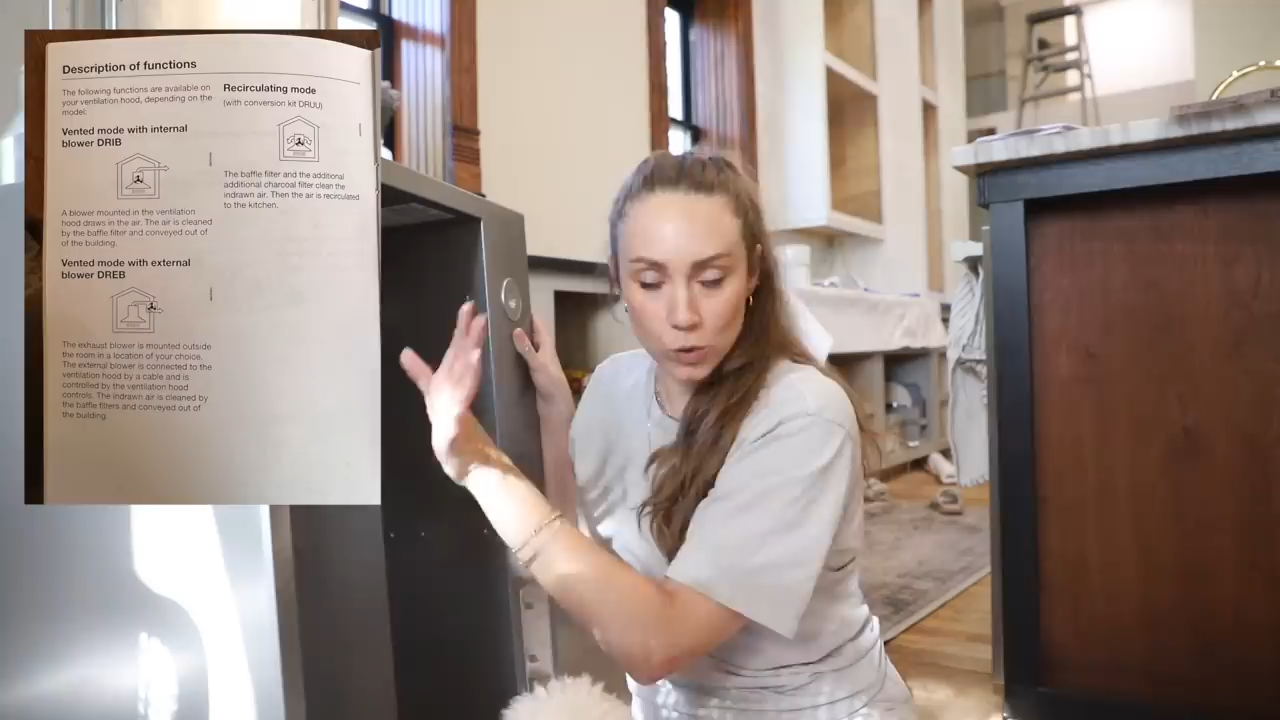 Description of functions
The following functions are available on
your ventilation hood, depending on the
model:
Vented mode with internal
blower DRIB
A blower mounted in the ventilation
hood draws in the air. The air is cleaned
by the baffle filter and conveyed out of
of the building.
Vented mode with external
blower DREB
The exhaust blower is mounted outside
the room in a location of your choice.
The external blower is connected to the
ventilation hood by a cable and is
controlled by the ventilation hood
controls. The indrawn air is cleaned by
the baffle filters and conveyed out of
the building.
Recirculating mode
(with conversion kit DRUU)
The baffle filter and the additional
additional charcoal filter clean the
indrawn air. Then the air is recirculated
to the kitchen.